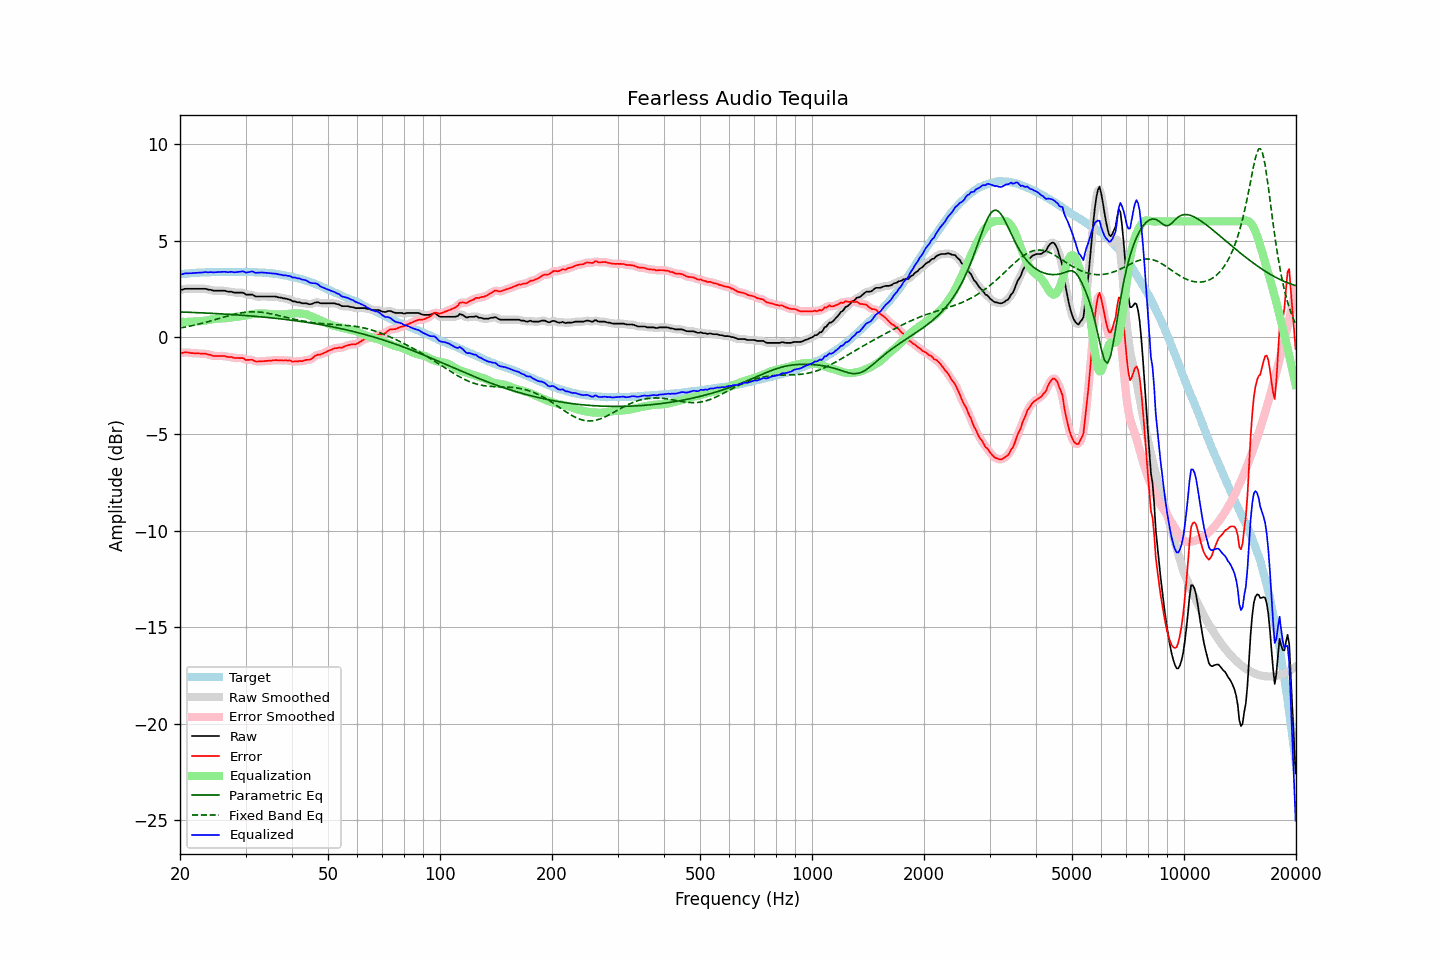 Fearless Audio Tequila
10
5
0
−5
−10
−15
−20
−25
Amplitude (dBr)
Target
Raw Smoothed
Error Smoothed
Raw
Error
Equalization
Parametric Eq
Fixed Band Eq
Equalized
20 50 100 200 500 1000 2000 5000 10000 20000
Frequency (Hz)